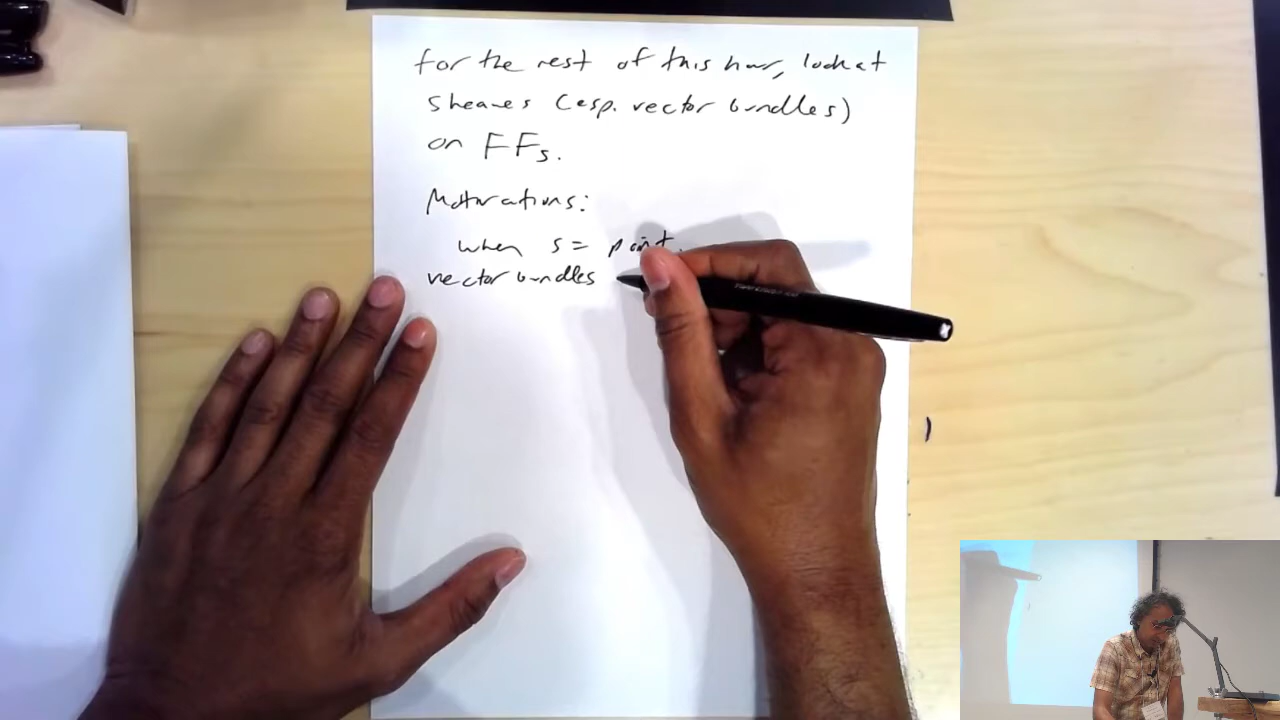 for the rest of this hour, look at
sheaves (esp. vector bundles)
on FFs.
Motivations:
when s = point,
vector bundles